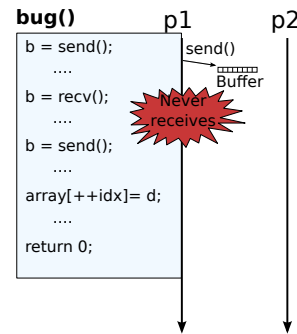 bug()
p1
p2
b = send();
....
b = recv();
....
b = send();
....
array[++idx]= d;
....
return 0;
send()
Buffer
Never
receives